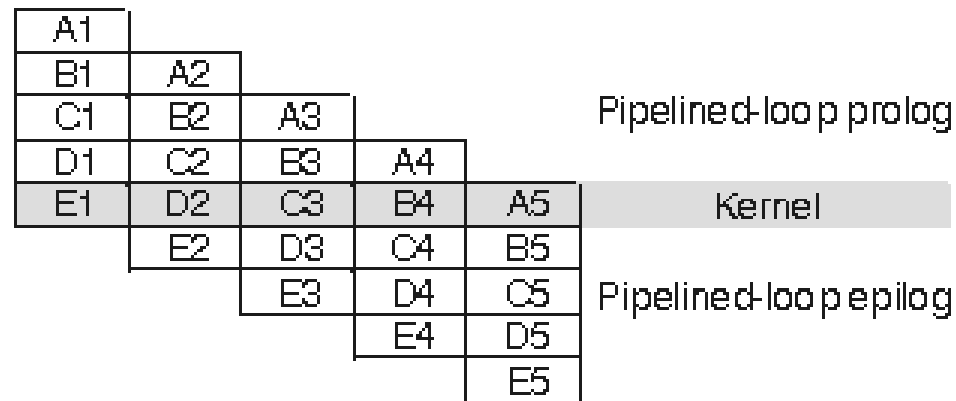 A1
B1 A2
C1 B2 A3 Pipelined-loop prolog
D1 C2 B3 A4
E1 D2 C3 B4 A5 Kernel
E2 D3 C4 B5
E3 D4 C5 Pipelined-loop epilog
E4 D5
E5